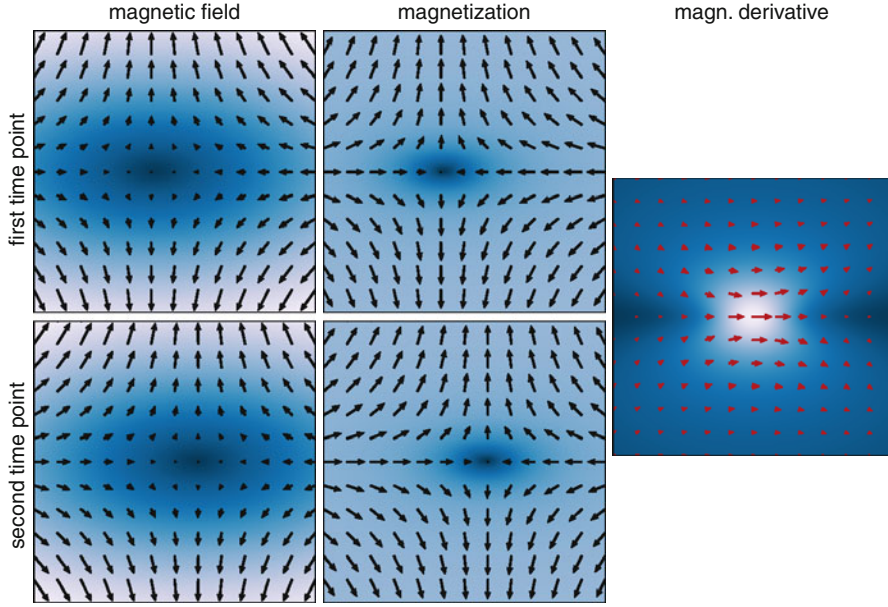 magnetic field
magnetization
magn. derivative
first time point
second time point